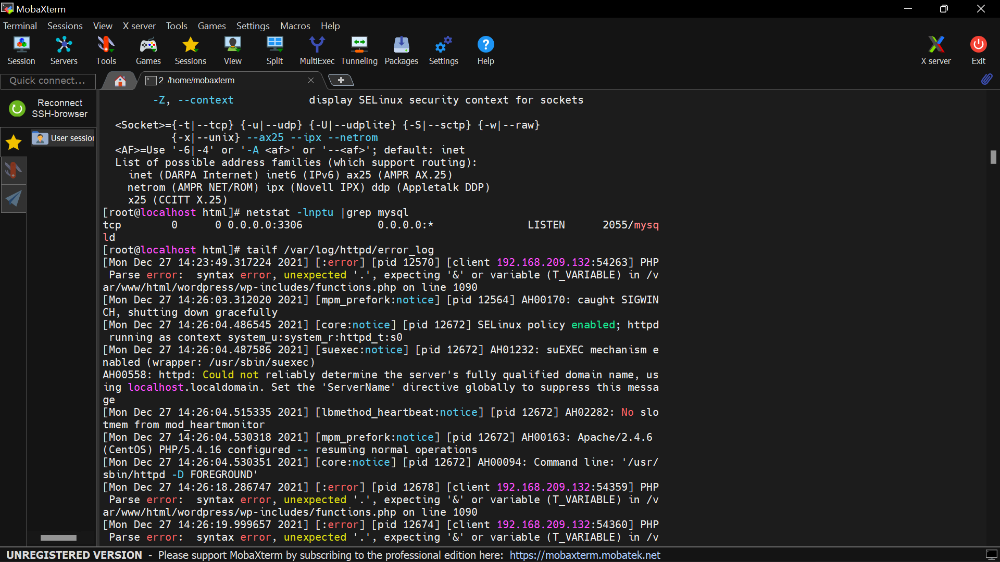 MobaXterm
Terminal Sessions View X server Tools Games Settings Macros Help
Session Servers Tools Games Sessions View Split MultiExec Tunneling Packages Settings Help X server Exit
Quick connect...
2. /home/mobaxterm
Reconnect
SSH-browser
User session
-Z, --context display SELinux security context for sockets
<Socket>={-t|--tcp} {-u|--udp} {-U|--udplite} {-S|--sctp} {-w|--raw}
{-x|--unix} --ax25 --ipx --netrom
<AF>=Use '-6|-4' or '-A <af>' or '--<af>'; default: inet
List of possible address families (which support routing):
inet (DARPA Internet) inet6 (IPv6) ax25 (AMPR AX.25)
netrom (AMPR NET/ROM) ipx (Novell IPX) ddp (Appletalk DDP)
x25 (CCITT X.25)
[root@localhost html]# netstat -lnptu |grep mysql
tcp 0 0 0.0.0.0:3306 0.0.0.0:* LISTEN 2055/mysq
ld
[root@localhost html]# tailf /var/log/httpd/error_log
[Mon Dec 27 14:23:49.317224 2021] [:error] [pid 12570] [client 192.168.209.132:54263] PHP
Parse error: syntax error, unexpected '.', expecting '&' or variable (T_VARIABLE) in /v
ar/www/html/wordpress/wp-includes/functions.php on line 1090
[Mon Dec 27 14:26:03.312020 2021] [mpm_prefork:notice] [pid 12564] AH00170: caught SIGWIN
CH, shutting down gracefully
[Mon Dec 27 14:26:04.486545 2021] [core:notice] [pid 12672] SELinux policy enabled; httpd
running as context system_u:system_r:httpd_t:s0
[Mon Dec 27 14:26:04.487586 2021] [suexec:notice] [pid 12672] AH01232: suEXEC mechanism e
nabled (wrapper: /usr/sbin/suexec)
AH00558: httpd: Could not reliably determine the server's fully qualified domain name, us
ing localhost.localdomain. Set the 'ServerName' directive globally to suppress this messa
ge
[Mon Dec 27 14:26:04.515335 2021] [lbmethod_heartbeat:notice] [pid 12672] AH02282: No slo
tmem from mod_heartmonitor
[Mon Dec 27 14:26:04.530318 2021] [mpm_prefork:notice] [pid 12672] AH00163: Apache/2.4.6
(CentOS) PHP/5.4.16 configured -- resuming normal operations
[Mon Dec 27 14:26:04.530351 2021] [core:notice] [pid 12672] AH00094: Command line: '/usr/
sbin/httpd -D FOREGROUND'
[Mon Dec 27 14:26:18.286747 2021] [:error] [pid 12678] [client 192.168.209.132:54359] PHP
Parse error: syntax error, unexpected '.', expecting '&' or variable (T_VARIABLE) in /v
ar/www/html/wordpress/wp-includes/functions.php on line 1090
[Mon Dec 27 14:26:19.999657 2021] [:error] [pid 12674] [client 192.168.209.132:54360] PHP
Parse error: syntax error, unexpected '.', expecting '&' or variable (T_VARIABLE) in /v
UNREGISTERED VERSION - Please support MobaXterm by subscribing to the professional edition here: https://mobaxterm.mobatek.net